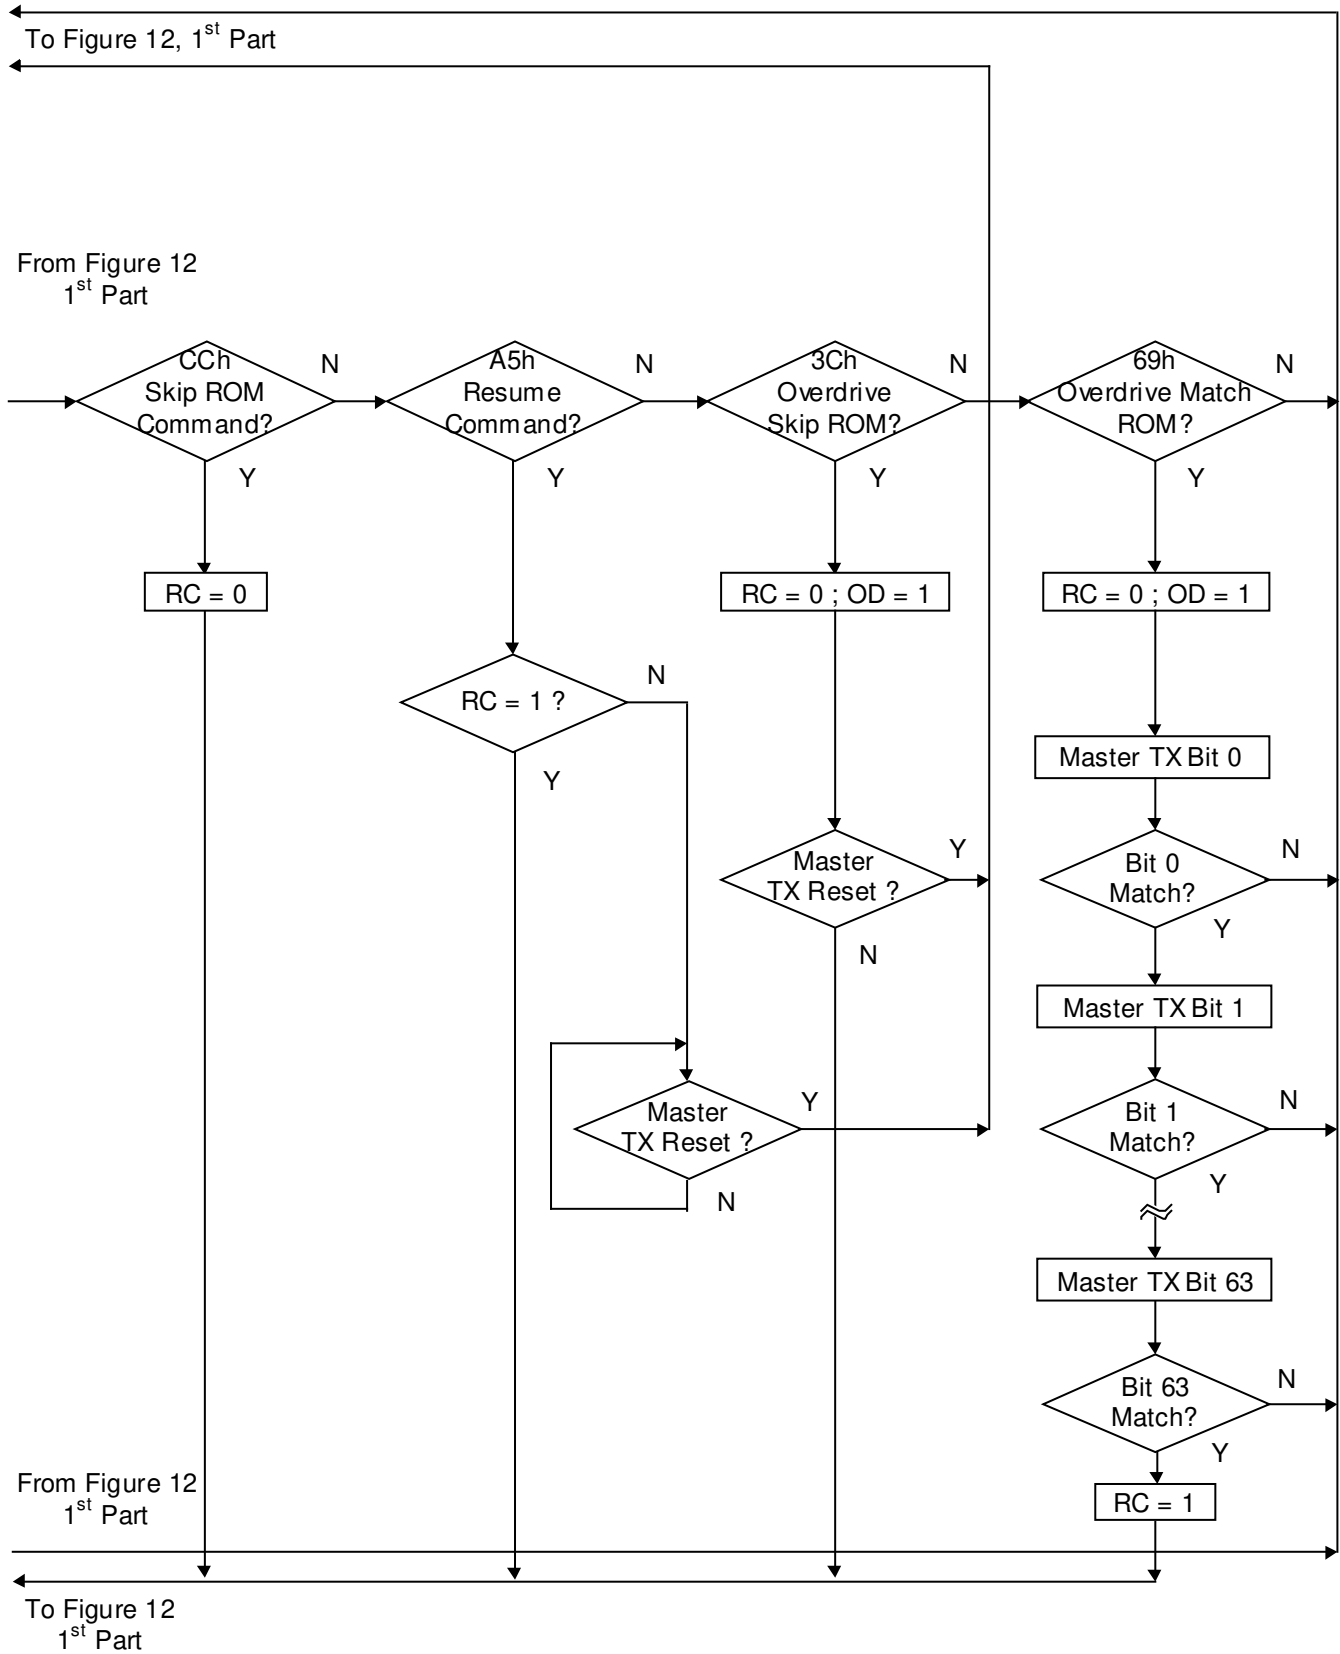 To Figure 12, 1st Part
From Figure 12
1st Part
CCh
Skip ROM
Command?
N
A5h
Resume
Command?
N
3Ch
Overdrive
Skip ROM?
N
69h
Overdrive Match
ROM?
N
Y
Y
Y
Y
RC = 0
RC = 0 ; OD = 1
RC = 0 ; OD = 1
RC = 1 ?
N
Y
Master TX Bit 0
Master
TX Reset ?
Y
N
Bit 0
Match?
N
Y
Master TX Bit 1
Master
TX Reset ?
Y
N
Bit 1
Match?
N
Y
Master TX Bit 63
Bit 63
Match?
N
Y
RC = 1
From Figure 12
1st Part
To Figure 12
1st Part